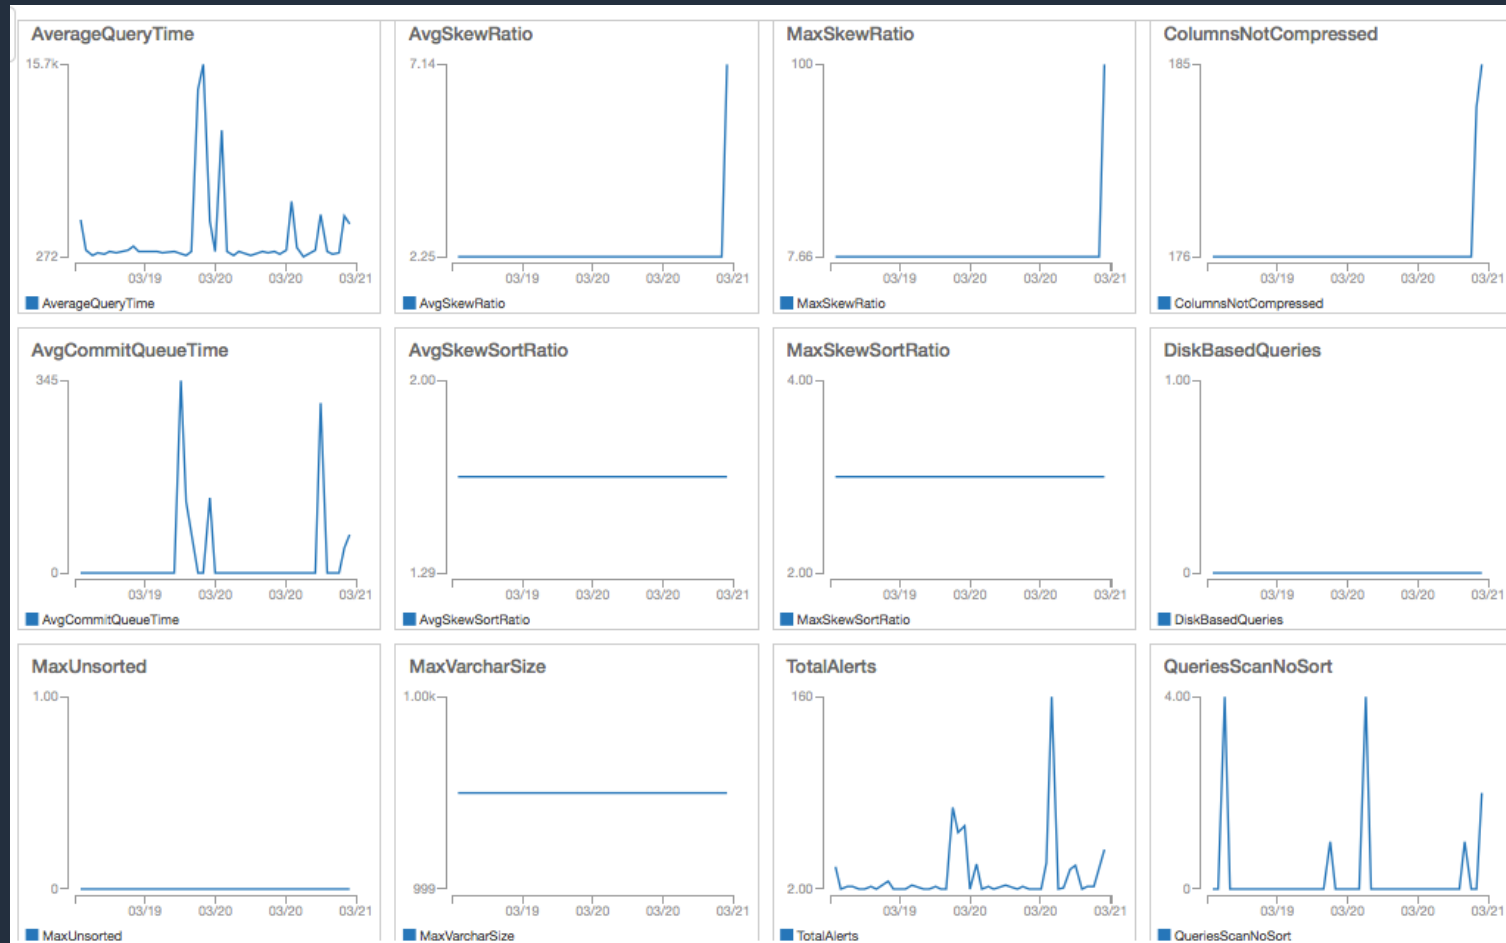 AverageQueryTime
15.7k
272
03/19 03/20 03/20 03/21
AverageQueryTime
AvgSkewRatio
7.14
2.25
03/19 03/20 03/20 03/21
AvgSkewRatio
MaxSkewRatio
100
7.66
03/19 03/20 03/20 03/21
MaxSkewRatio
ColumnsNotCompressed
185
176
03/19 03/20 03/20 03/21
ColumnsNotCompressed
AvgCommitQueueTime
345
0
03/19 03/20 03/20 03/21
AvgCommitQueueTime
AvgSkewSortRatio
2.00
1.29
03/19 03/20 03/20 03/21
AvgSkewSortRatio
MaxSkewSortRatio
4.00
2.00
03/19 03/20 03/20 03/21
MaxSkewSortRatio
DiskBasedQueries
1.00
0
03/19 03/20 03/20 03/21
DiskBasedQueries
MaxUnsorted
1.00
0
03/19 03/20 03/20 03/21
MaxUnsorted
MaxVarcharSize
1.00k
999
03/19 03/20 03/20 03/21
MaxVarcharSize
TotalAlerts
160
2.00
03/19 03/20 03/20 03/21
TotalAlerts
QueriesScanNoSort
4.00
0
03/19 03/20 03/20 03/21
QueriesScanNoSort